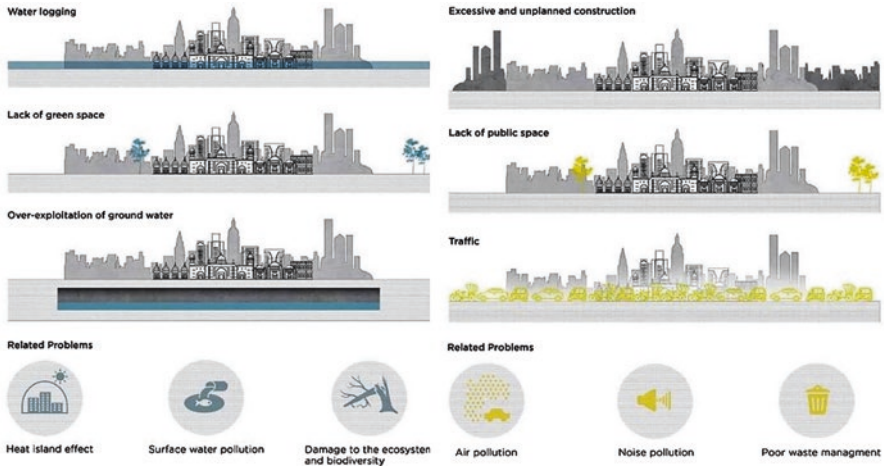 Water logging
Lack of green space
Over-exploitation of ground water
Related Problems
Heat island effect
Surface water pollution
Damage to the ecosysten
and biodiversity
Excessive and unplanned construction
Lack of public space
Traffic
Related Problems
Air pollution
Noise pollution
Poor waste managment